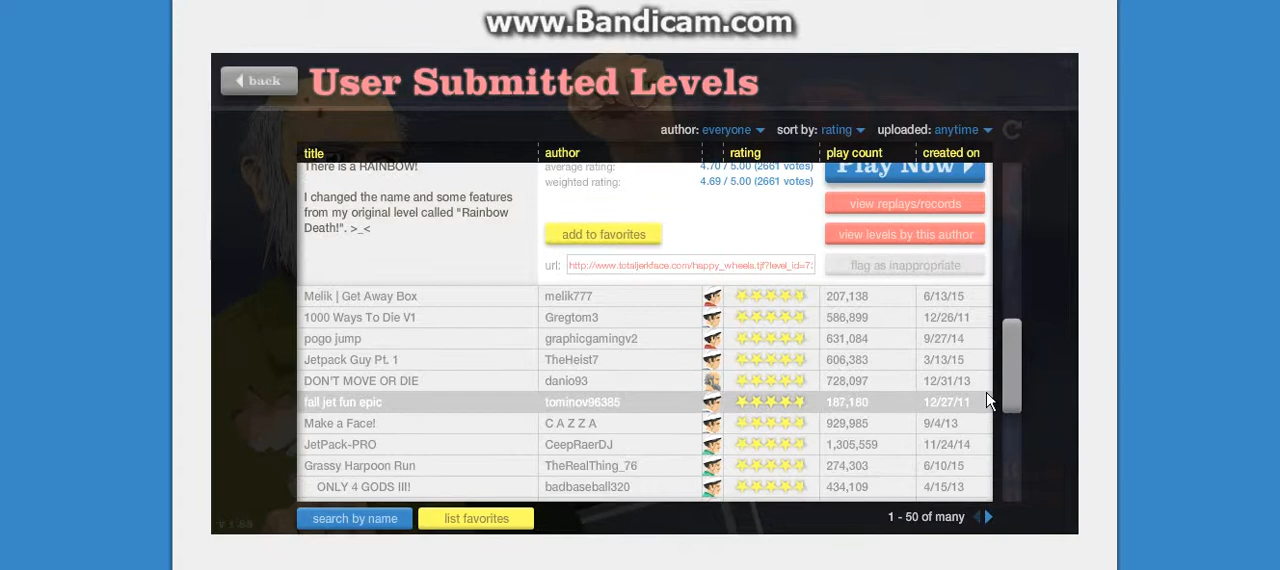 www.Bandicam.com
back
User Submitted Levels
author: everyone sort by: rating uploaded: anytime
title author rating play count created on
There is a RAINBOW! average rating: 4.70 / 5.00 (2661 votes) Play Now
weighted rating: 4.69 / 5.00 (2661 votes)
I changed the name and some features
from my original level called "Rainbow
Death!". >_<
view replays/records
add to favorites view levels by this author
url: http://www.totaljerkface.com/happy_wheels.tjf?level_id=7: flag as inappropriate
Melik | Get Away Box melik777 207,138 6/13/15
1000 Ways To Die V1 Gregtom3 586,899 12/26/11
pogo jump graphicgamingv2 631,084 9/27/14
Jetpack Guy Pt. 1 TheHeist7 606,383 3/13/15
DON'T MOVE OR DIE danio93 728,097 12/31/13
fall jet fun epic tominov96385 187,180 12/27/11
Make a Face! C A Z Z A 929,985 9/4/13
JetPack-PRO CeepRaerDJ 1,305,559 11/24/14
Grassy Harpoon Run TheRealThing_76 274,303 6/10/15
ONLY 4 GODS III! badbaseball320 434,109 4/15/13
search by name list favorites 1 - 50 of many